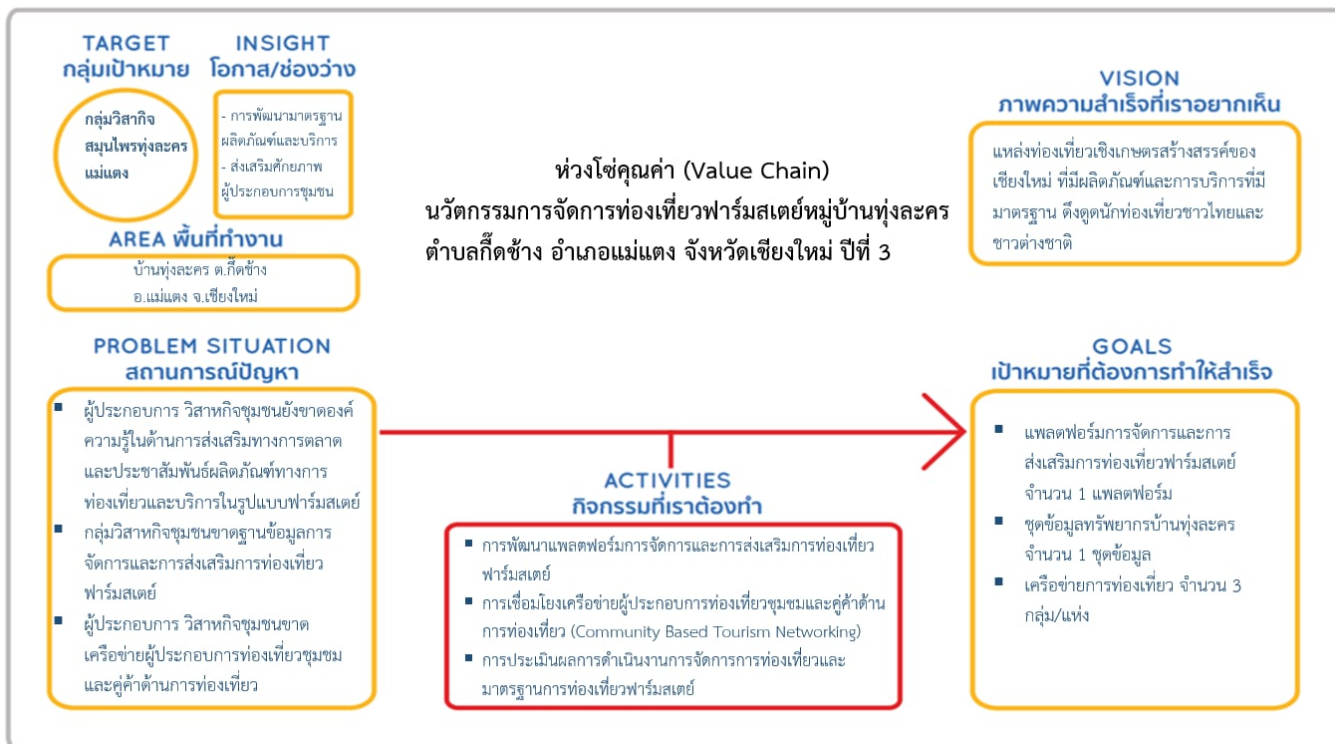 TARGET
กลุ่มเป้าหมาย
กลุ่มวิสากิจ
สมุนไพรทุ่งละคร
แม่แตง
INSIGHT
โอกาส/ช่องว่าง
- การพัฒนามาตรฐาน
ผลิตภัณฑ์และบริการ
- ส่งเสริมศักยภาพ
ผู้ประกอบการชุมชน
AREA พื้นที่ทำงาน
บ้านทุ่งละคร ต.กื๊ดช้าง
อ.แม่แตง จ.เชียงใหม่
ห่วงโซ่คุณค่า (Value Chain)
นวัตกรรมการจัดการท่องเที่ยวฟาร์มสเตย์หมู่บ้านทุ่งละคร
ตำบลกื๊ดช้าง อำเภอแม่แตง จังหวัดเชียงใหม่ ปีที่ 3
VISION
ภาพความสำเร็จที่เราอยากเห็น
แหล่งท่องเที่ยวเชิงเกษตรสร้างสรรค์ของ
เชียงใหม่ ที่มีผลิตภัณฑ์และการบริการที่มี
มาตรฐาน ดึงดูดนักท่องเที่ยวชาวไทยและ
ชาวต่างชาติ
PROBLEM SITUATION
สถานการณ์ปัญหา
▪ ผู้ประกอบการ วิสาหกิจชุมชนยังขาดองค์
ความรู้ในด้านการส่งเสริมทางการตลาด
และประชาสัมพันธ์ผลิตภัณฑ์ทางการ
ท่องเที่ยวและบริการในรูปแบบฟาร์มสเตย์
▪ กลุ่มวิสาหกิจชุมชนขาดฐานข้อมูลการ
จัดการและการส่งเสริมการท่องเที่ยว
ฟาร์มสเตย์
▪ ผู้ประกอบการ วิสาหกิจชุมชนขาด
เครือข่ายผู้ประกอบการท่องเที่ยวชุมชม
และคู่ค้าด้านการท่องเที่ยว
ACTIVITIES
กิจกรรมที่เราต้องทำ
▪ การพัฒนาแพลตฟอร์มการจัดการและการส่งเสริมการท่องเที่ยว
ฟาร์มสเตย์
▪ การเชื่อมโยงเครือข่ายผู้ประกอบการท่องเที่ยวชุมชมและคู่ค้าด้าน
การท่องเที่ยว (Community Based Tourism Networking)
▪ การประเมินผลการดำเนินงานการจัดการการท่องเที่ยวและ
มาตรฐานการท่องเที่ยวฟาร์มสเตย์
GOALS
เป้าหมายที่ต้องการทำให้สำเร็จ
▪ แพลตฟอร์มการจัดการและการ
ส่งเสริมการท่องเที่ยวฟาร์มสเตย์
จำนวน 1 แพลตฟอร์ม
▪ ชุดข้อมูลทรัพยากรบ้านทุ่งละคร
จำนวน 1 ชุดข้อมูล
▪ เครือข่ายการท่องเที่ยว จำนวน 3
กลุ่ม/แห่ง